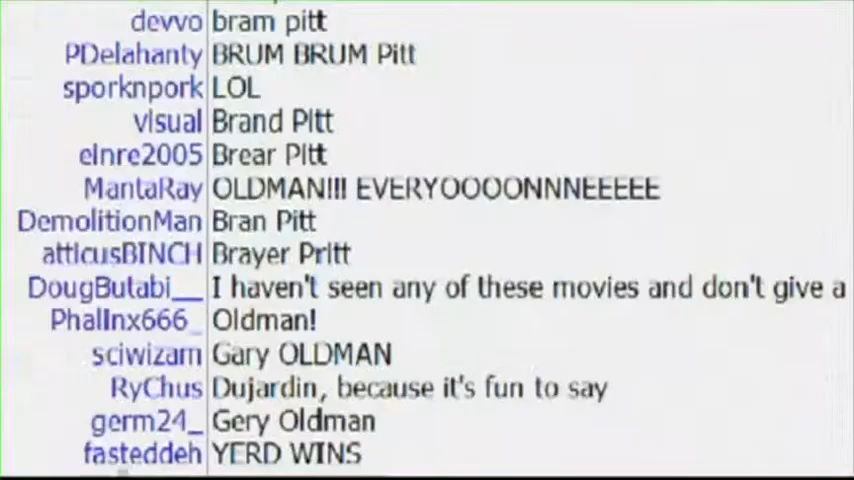 devvo bram pitt
PDelahanty BRUM BRUM Pitt
sporknpork LOL
visual Brand Pitt
einre2005 Brear Pitt
MantaRay OLDMAN!!! EVERYOOOONNNEEEEE
DemolitionMan Bran Pitt
atticusBINCH Brayer Pritt
DougButabi__ I haven't seen any of these movies and don't give a
Phalinx666_ Oldman!
sciwizam Gary OLDMAN
RyChus Dujardin, because it's fun to say
germ24_ Gery Oldman
fasteddeh YERD WINS